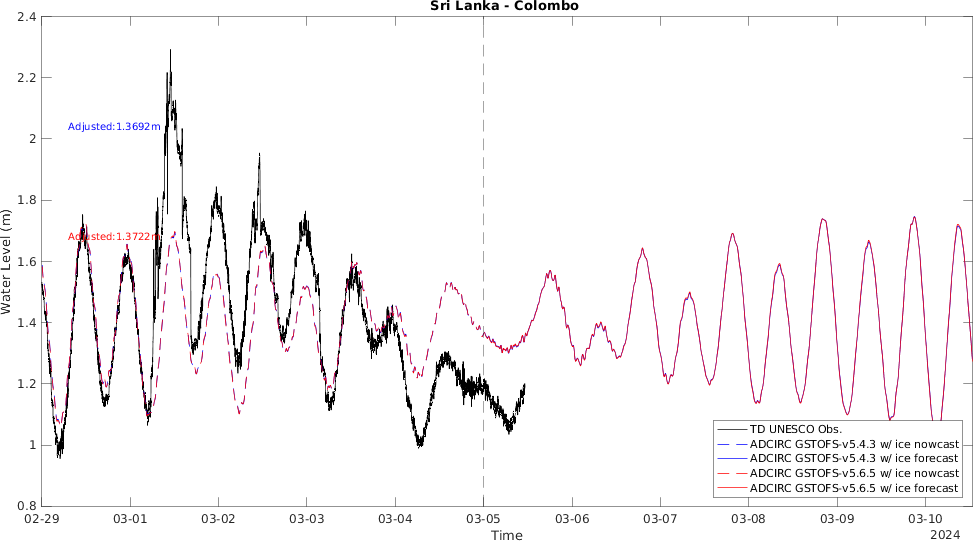 Sri Lanka - Colombo
2.4
2.2
2
1.8
1.6
1.4
1.2
1
0.8
Water Level (m)
Adjusted:1.3692m
Adjusted:1.3722m
02-29 03-01 03-02 03-03 03-04 03-05 03-06 03-07 03-08 03-09 03-10
Time
2024
TD UNESCO Obs.
ADCIRC GSTOFS-v5.4.3 w/ ice nowcast
ADCIRC GSTOFS-v5.4.3 w/ ice forecast
ADCIRC GSTOFS-v5.6.5 w/ ice nowcast
ADCIRC GSTOFS-v5.6.5 w/ ice forecast